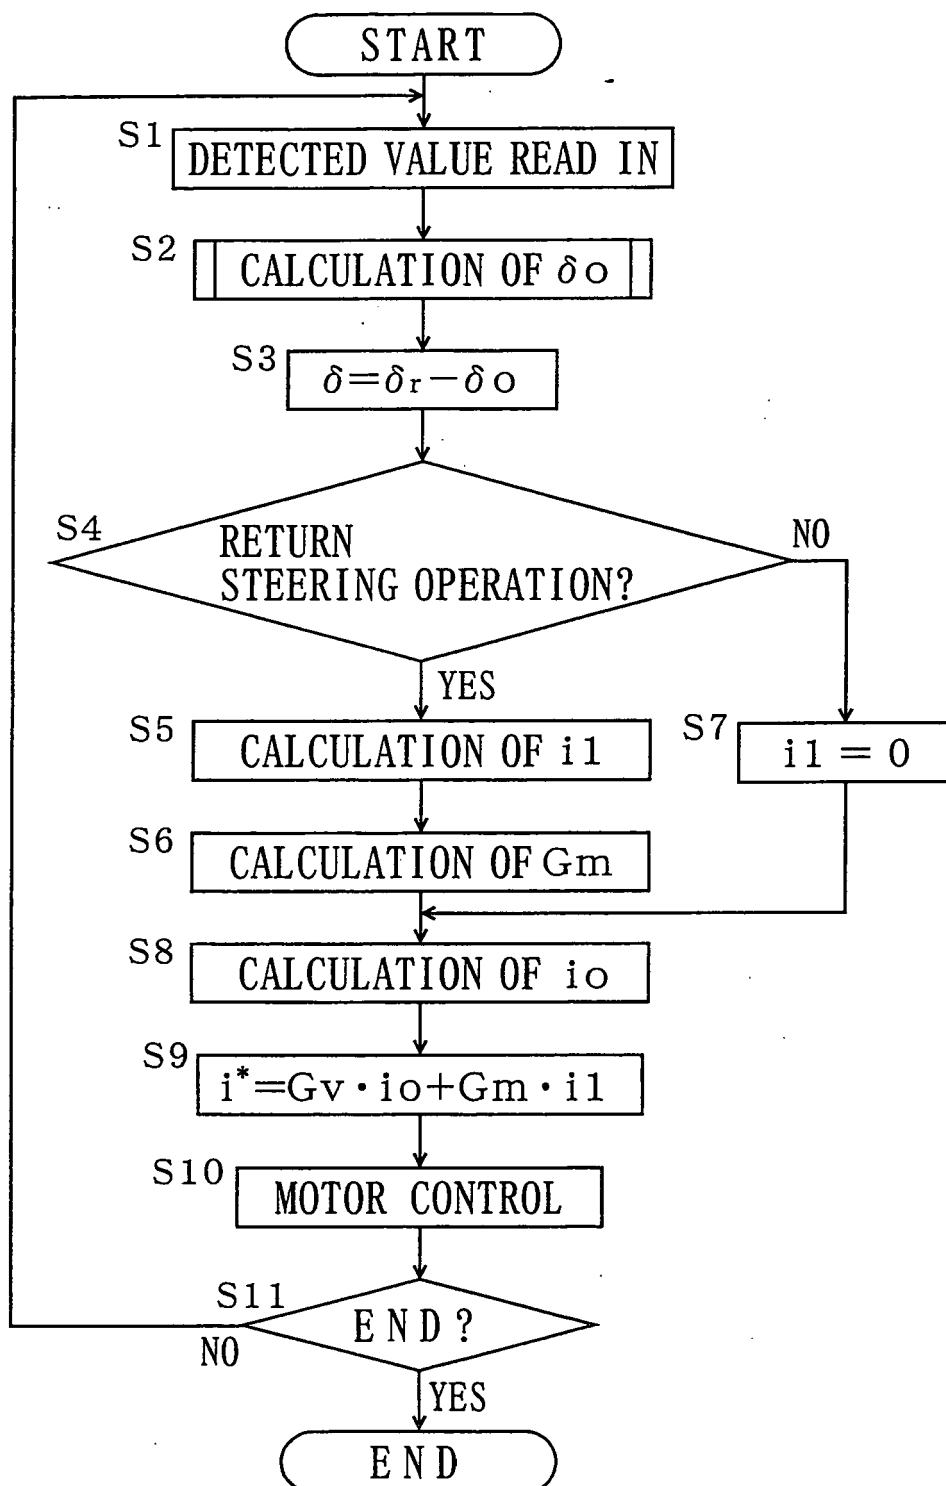 START
S1
DETECTED VALUE READ IN
S2
CALCULATION OF δo
S3
δ=δr−δo
S4
RETURN
STEERING OPERATION?
NO
YES
S5
CALCULATION OF i1
S7
i1 = 0
S6
CALCULATION OF Gm
S8
CALCULATION OF io
S9
i*=Gv·io+Gm·i1
S10
MOTOR CONTROL
S11
END?
NO
YES
END